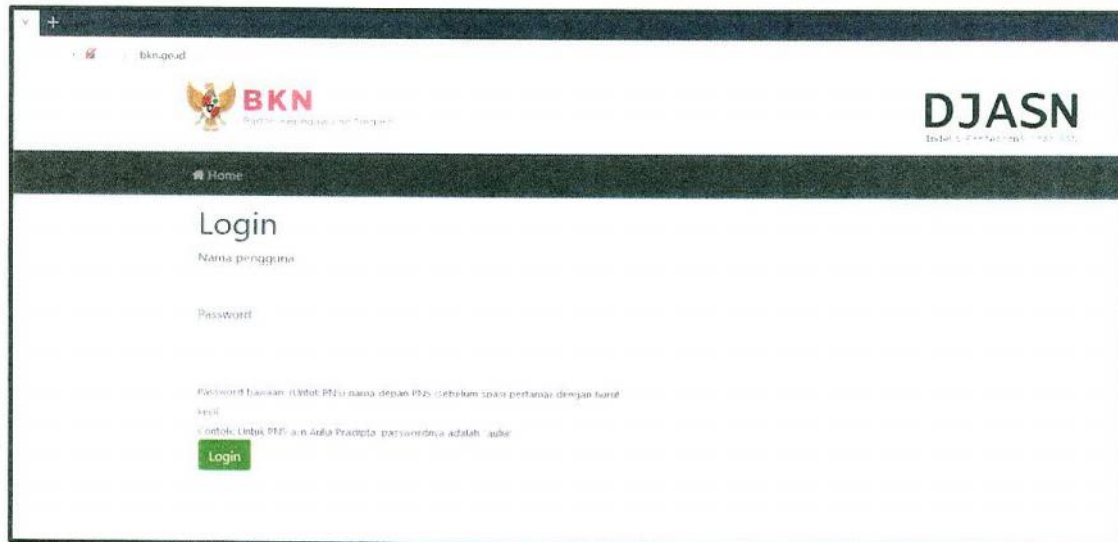 bkn.go.id
BKN
DJASN
Home
Login
Nama pengguna
Password
Password bawaan (Untuk PNS) nama depan PNS (sebelum spasi pertama) dengan huruf
kecil
Contoh: Untuk PNS a.n Aulia Pradipta passwordnya adalah "aulia"
Login